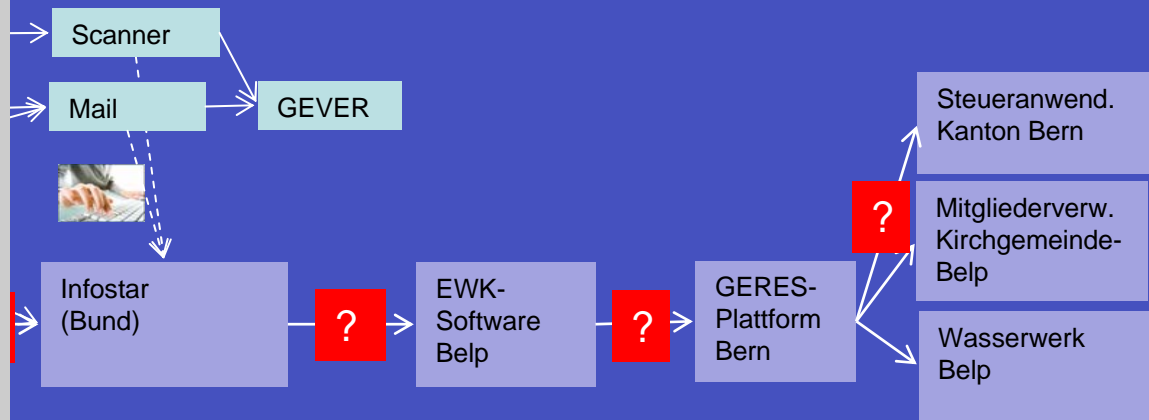 Scanner
Mail
GEVER
Steueranwend.
Kanton Bern
?
Mitgliederverw.
Kirchgemeinde-
Belp
Infostar
(Bund)
?
EWK-
Software
Belp
?
GERES-
Plattform
Bern
Wasserwerk
Belp